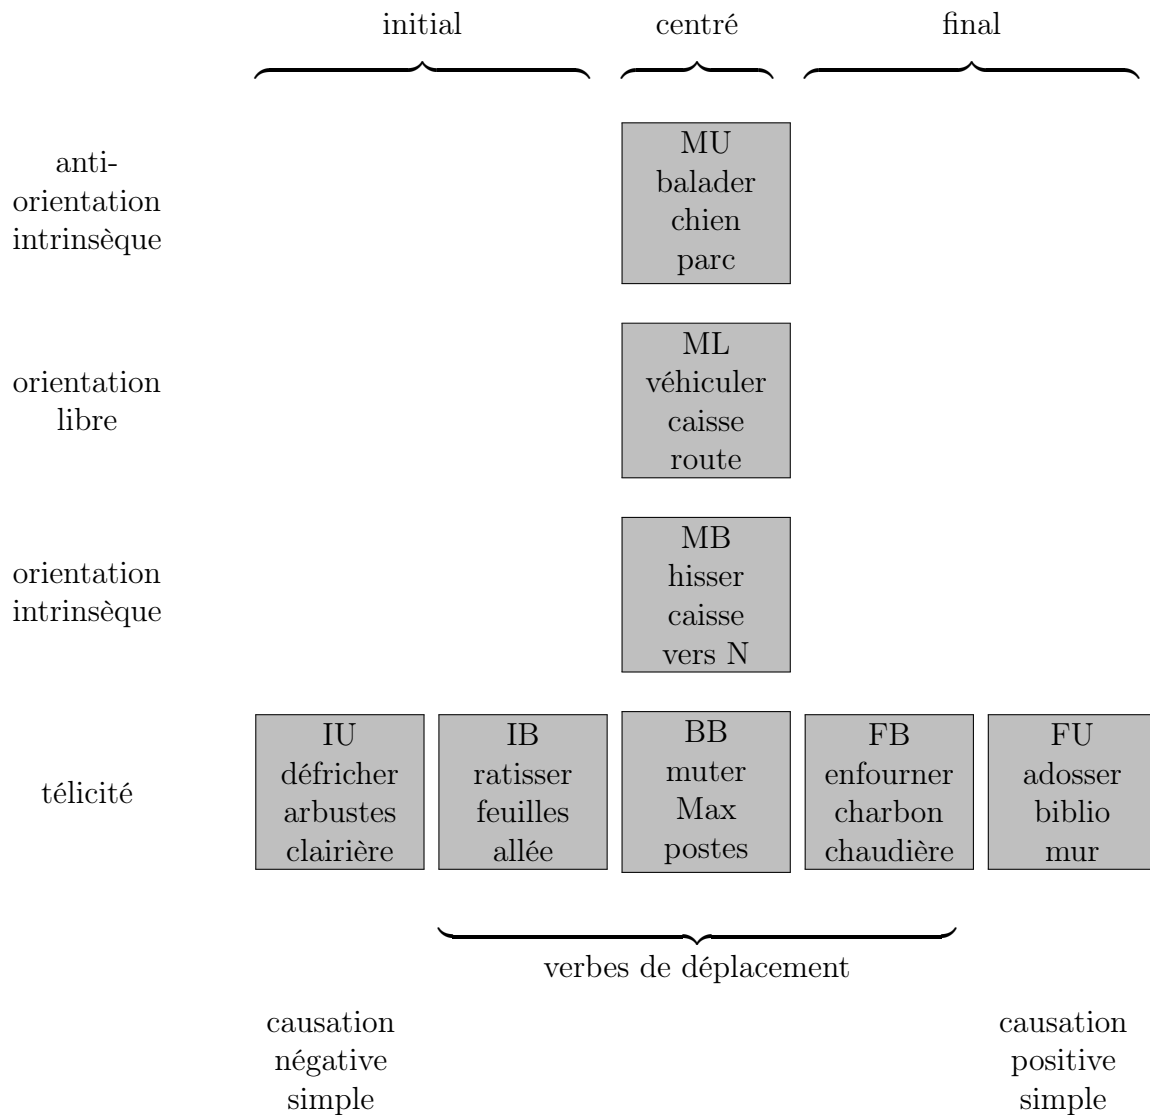 initial
centré
final
anti-
orientation
intrinsèque
MU
balader
chien
parc
orientation
libre
ML
véhiculer
caisse
route
orientation
intrinsèque
MB
hisser
caisse
vers N
télicité
IU
défricher
arbustes
clairière
IB
ratisser
feuilles
allée
BB
muter
Max
postes
FB
enfourner
charbon
chaudière
FU
adosser
biblio
mur
verbes de déplacement
causation
négative
simple
causation
positive
simple